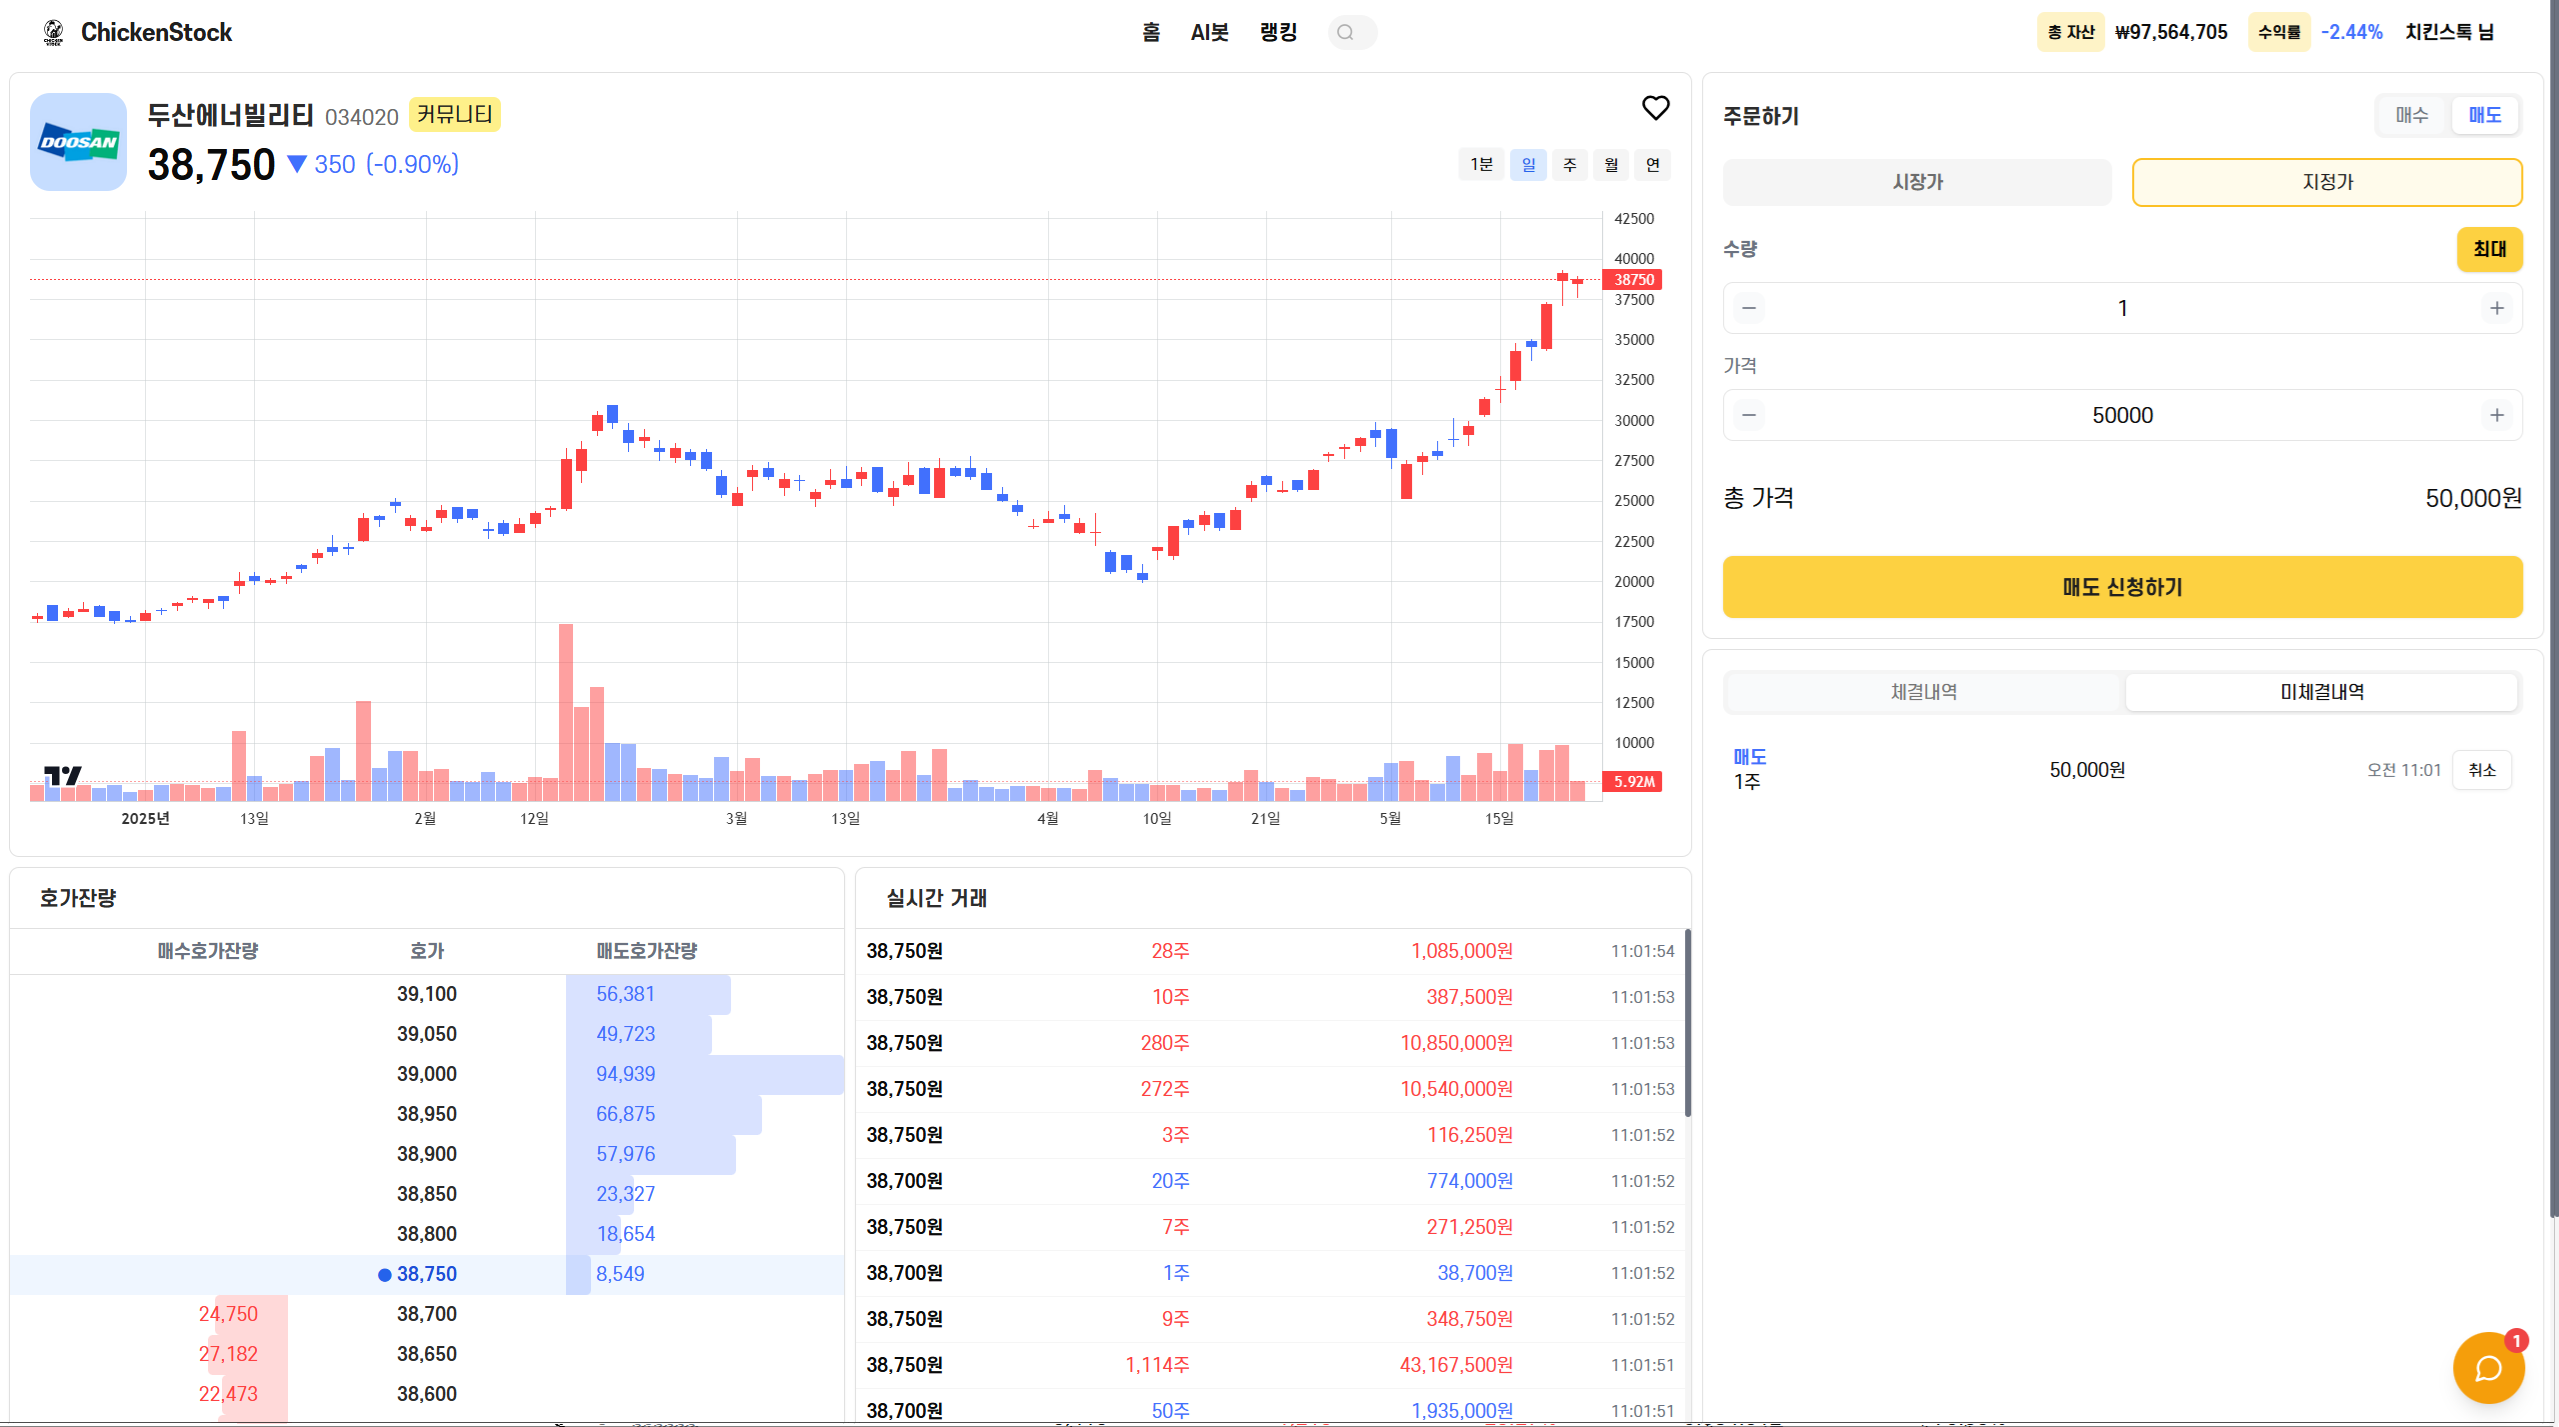 ChickenStock
홈 AI봇 랭킹
총 자산 ₩97,564,705 수익률 -2.44% 치킨스톡 님
DOOSAN
두산에너빌리티 034020 커뮤니티
38,750 ▼ 350 (-0.90%)
1분 일 주 월 연
42500
40000
38750
37500
35000
32500
30000
27500
25000
22500
20000
17500
15000
12500
10000
5.92M
2025년 13일 2월 12일 3월 13일 4월 10일 21일 5월 15일
주문하기 매수 매도
시장가 지정가
수량 최대
− 1 +
가격
− 50000 +
총 가격 50,000원
매도 신청하기
체결내역 미체결내역
매도
1주 50,000원 오전 11:01 취소
호가잔량
매수호가잔량 호가 매도호가잔량
39,100 56,381
39,050 49,723
39,000 94,939
38,950 66,875
38,900 57,976
38,850 23,327
38,800 18,654
38,750 8,549
24,750 38,700
27,182 38,650
22,473 38,600
실시간 거래
38,750원 28주 1,085,000원 11:01:54
38,750원 10주 387,500원 11:01:53
38,750원 280주 10,850,000원 11:01:53
38,750원 272주 10,540,000원 11:01:53
38,750원 3주 116,250원 11:01:52
38,700원 20주 774,000원 11:01:52
38,750원 7주 271,250원 11:01:52
38,700원 1주 38,700원 11:01:52
38,750원 9주 348,750원 11:01:52
38,750원 1,114주 43,167,500원 11:01:51
38,700원 50주 1,935,000원 11:01:51
1